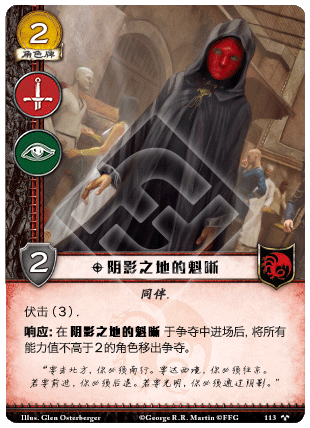 2
角色牌
2
阴影之地的魁晰
同伴.
伏击 (3) .
响应: 在 阴影之地的魁晰 于争夺中进场后, 将所有
能力值不高于2的角色移出争夺。
“要去北方, 你必须南行。要达西境, 你必须往东。
若要前进, 你必须后退。若要光明, 你必须通过阴影。”
Illus. Glen Osterberger
©George R.R. Martin ©FFG
113